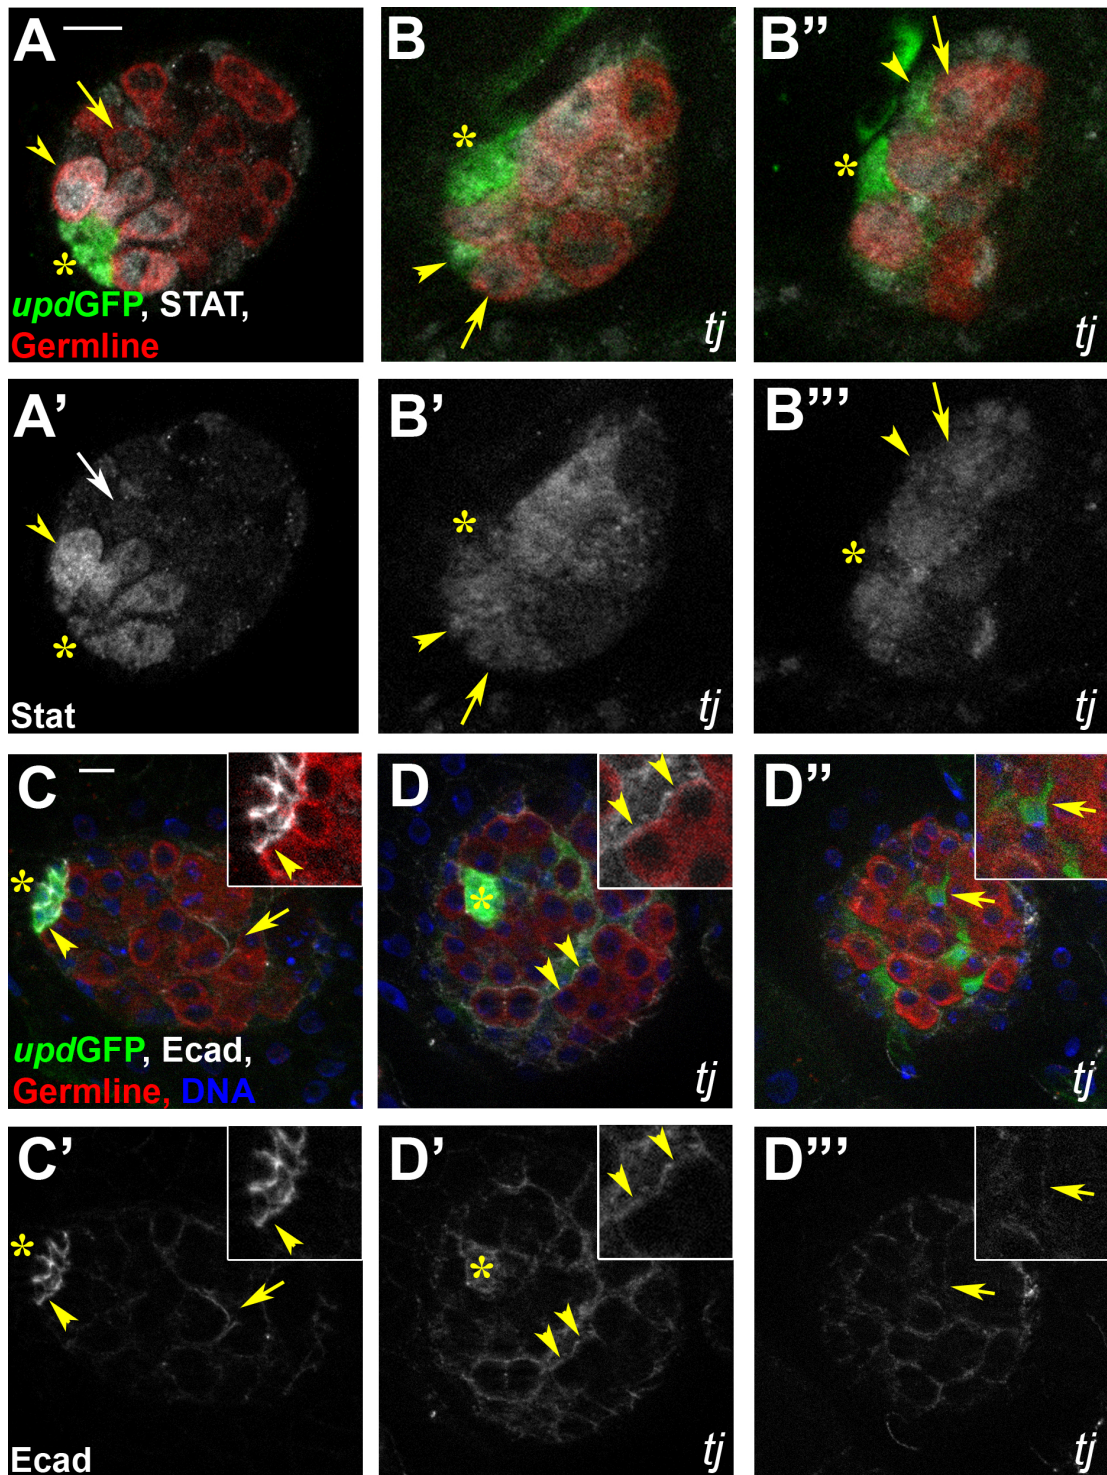 A
B
B”
*
*
*
updGFP, STAT,
Germline
tj
tj
A’
B’
B”’
*
*
*
Stat
tj
tj
C
D
D”
*
*
updGFP, Ecad,
Germline, DNA
tj
tj
C’
D’
D”’
*
*
Ecad
tj
tj